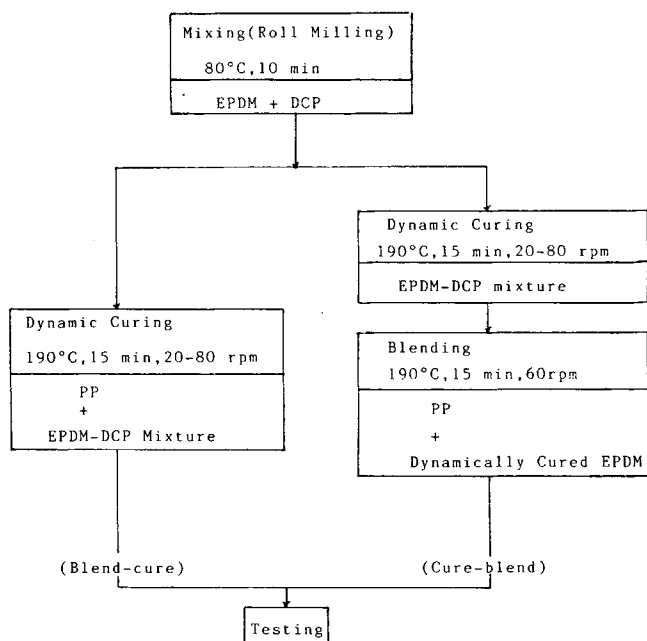 Mixing(Roll Milling)
80°C,10 min
EPDM + DCP
Dynamic Curing
190°C,15 min,20-80 rpm
EPDM-DCP mixture
Dynamic Curing
190°C,15 min,20-80 rpm
PP
+
EPDM-DCP Mixture
Blending
190°C,15 min,60rpm
PP
+
Dynamically Cured EPDM
(Blend-cure)
(Cure-blend)
Testing